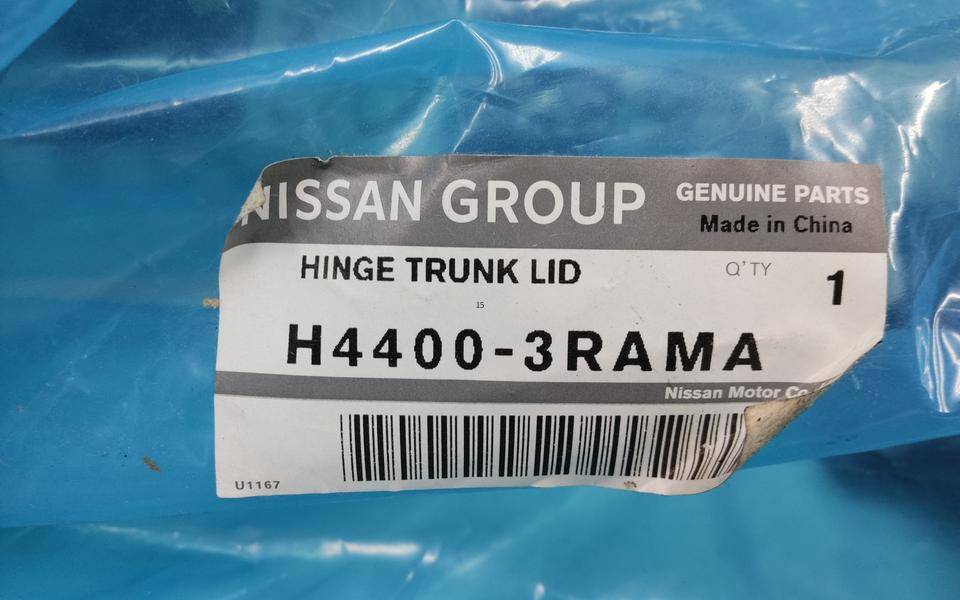 NISSAN GROUP
GENUINE PARTS
Made in China
HINGE TRUNK LID
Q'TY
1
15
H4400-3RAMA
Nissan Motor Co
U1167